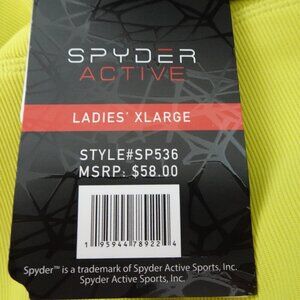 SPYDER
ACTIVE
LADIES' XLARGE
STYLE#SP536
MSRP: $58.00
1 95944 78922 4
Spyder™ is a trademark of Spyder Active Sports, Inc.
Spyder Active Sports, Inc.